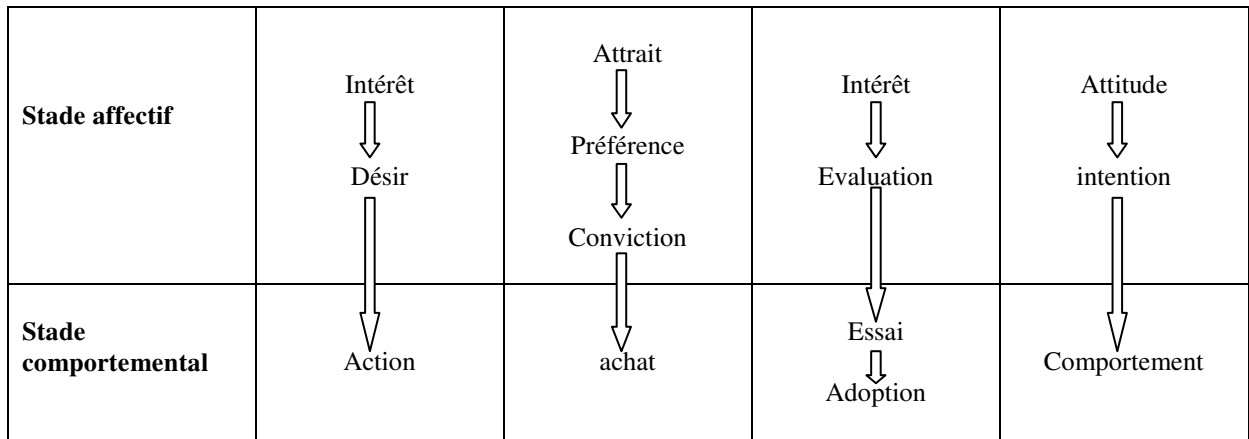 Stade affectif
Intérêt
Désir
Attrait
Préférence
Conviction
Intérêt
Evaluation
Attitude
intention
Stade
comportemental
Action
achat
Essai
Adoption
Comportement